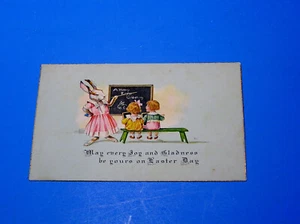 May every Joy and Gladness
be yours on Easter Day